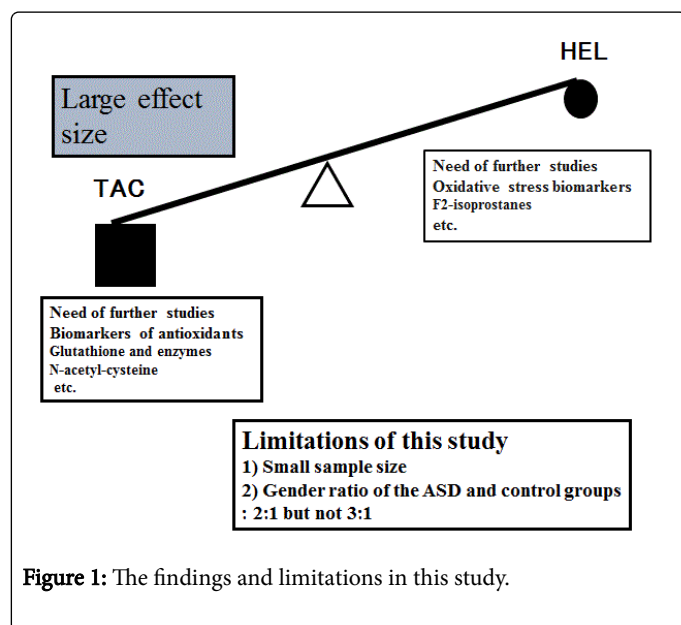 HEL
Large effect
size
TAC
Need of further studies
Oxidative stress biomarkers
F2-isoprostanes
etc.
Need of further studies
Biomarkers of antioxidants
Glutathione and enzymes
N-acetyl-cysteine
etc.
Limitations of this study
1) Small sample size
2) Gender ratio of the ASD and control groups
: 2:1 but not 3:1
Figure 1: The findings and limitations in this study.